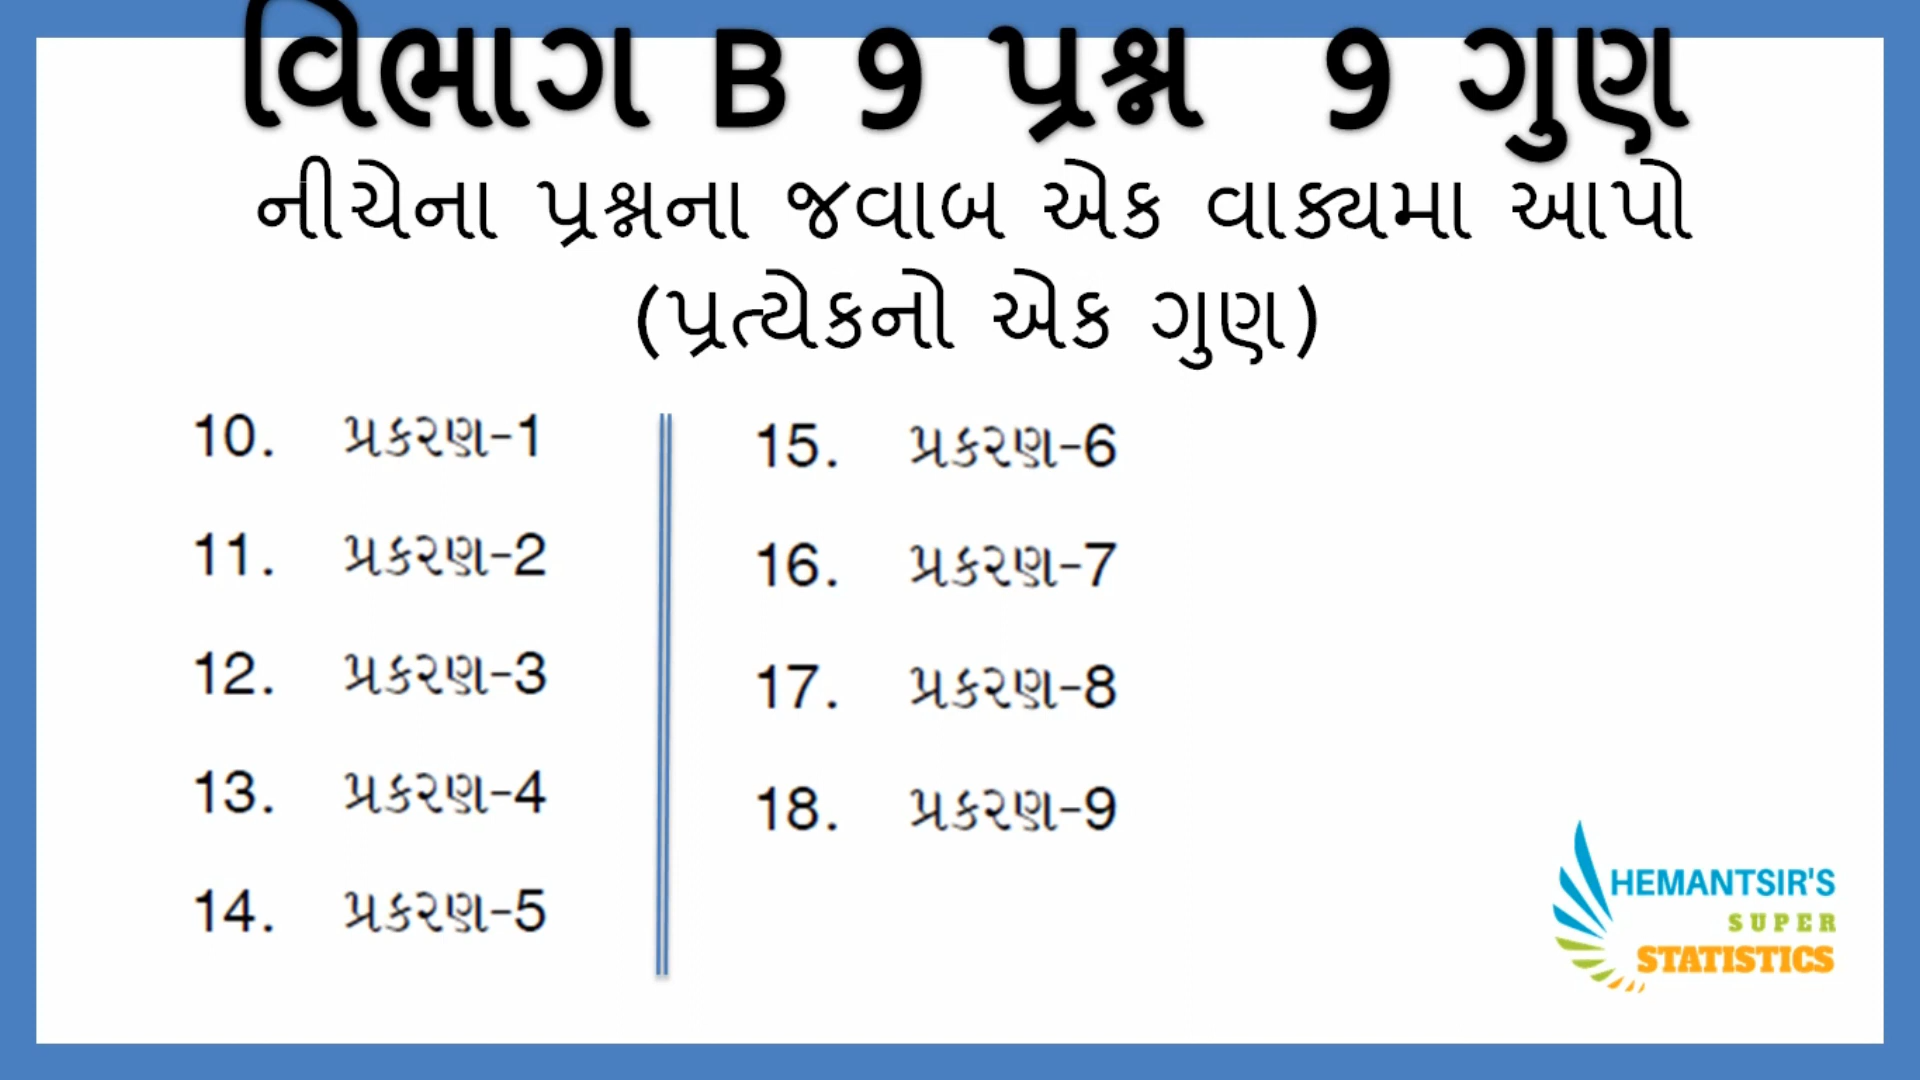 વિભાગ B 9 પ્રશ્ન 9 ગુણ
નીચેના પ્રશ્નના જવાબ એક વાક્યમા આપો
(પ્રત્યેકનો એક ગુણ)
10. પ્રકરણ-1
11. પ્રકરણ-2
12. પ્રકરણ-3
13. પ્રકરણ-4
14. પ્રકરણ-5
15. પ્રકરણ-6
16. પ્રકરણ-7
17. પ્રકરણ-8
18. પ્રકરણ-9
HEMANTSIR'S
SUPER
STATISTICS